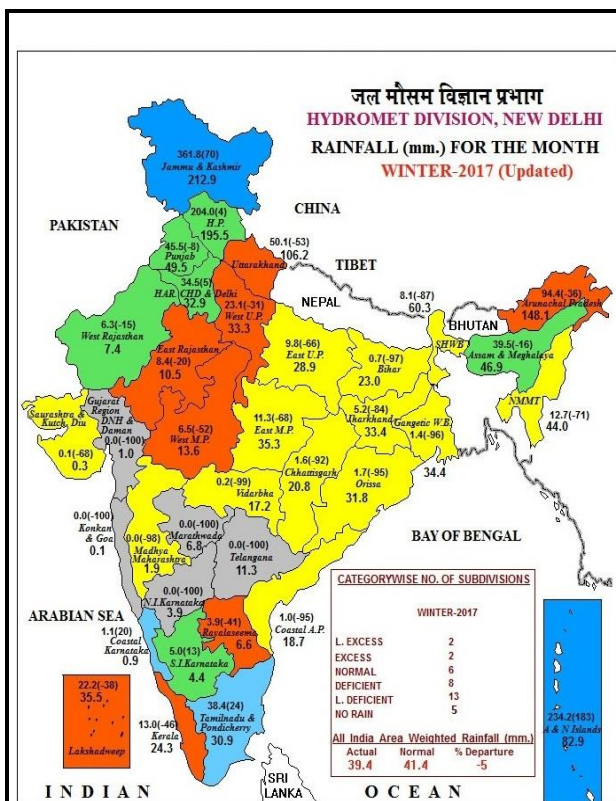 जल मौसम विज्ञान प्रभाग
HYDROMET DIVISION, NEW DELHI
RAINFALL (mm.) FOR THE MONTH
WINTER-2017 (Updated)
361.8(70)
Jammu & Kashmir
212.9
CHINA
PAKISTAN
204.0(4)
H.P.
195.5
45.5(-8)
Punjab
49.5
50.1(-53)
106.2
Uttarakhand
TIBET
34.5(5)
HAR. CHD & Delhi
32.9
23.1(-31)
West U.P.
33.3
NEPAL
8.1(-87)
60.3
94.4(-36)
Arunachal Pradesh
148.1
BHUTAN
6.3(-15)
West Rajasthan
7.4
East Rajasthan
8.4(-20)
10.5
9.8(-66)
East U.P.
28.9
0.7(-97)
Bihar
23.0
SHWB
39.5(-16)
Assam & Meghalaya
46.9
NMMT
12.7(-71)
44.0
Gujarat
Region
DNH &
Daman
0.0(-100)
1.0
Saurashtra &
Kutch, Diu
0.1(-68)
0.3
6.5(-52)
West M.P.
13.6
11.3(-68)
East M.P.
35.3
5.2(-84)
Jharkhand
33.4
Gangetic W.B.
1.4(-96)
34.4
1.6(-92)
Chhattisgarh
20.8
1.7(-95)
Orissa
31.8
0.2(-99)
Vidarbha
17.2
0.0(-100)
Konkan
& Goa
0.1
0.0(-98)
Madhya
Maharashtra
1.9
0.0(-100)
Marathwada
6.8
0.0(-100)
Telangana
11.3
BAY OF BENGAL
0.0(-100)
N.I.Karnataka
3.9
ARABIAN SEA
1.1(20)
Coastal
Karnataka
0.9
3.9(-41)
Rayalaseema
6.6
1.0(-95)
Coastal A.P.
18.7
5.0(13)
S.I.Karnataka
4.4
22.2(-38)
35.5
Lakshadweep
13.0(-46)
Kerala
24.3
38.4(24)
Tamilnadu &
Pondicherry
30.9
CATEGORYWISE NO. OF SUBDIVISIONS
WINTER-2017
L. EXCESS 2
EXCESS 2
NORMAL 6
DEFICIENT 8
L. DEFICIENT 13
NO RAIN 5
All India Area Weighted Rainfall (mm.)
Actual Normal % Departure
39.4 41.4 -5
234.2(183)
A & N Islands
82.9
SRI
LANKA
INDIAN OCEAN